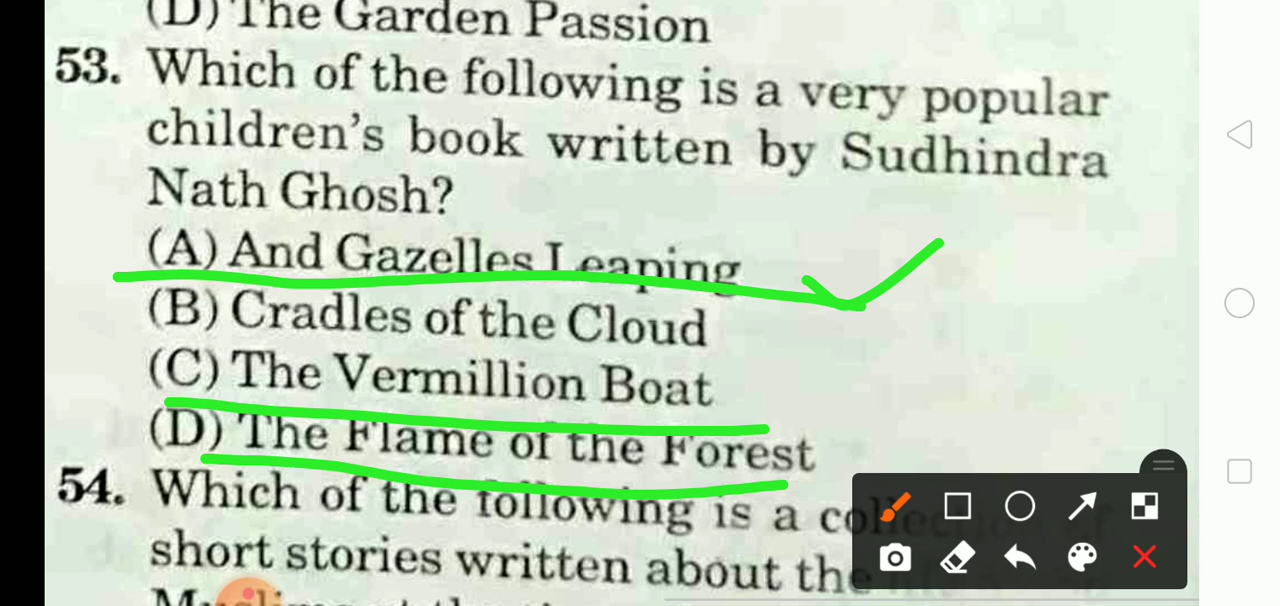 (D) The Garden Passion
53. Which of the following is a very popular
children's book written by Sudhindra
Nath Ghosh?
(A) And Gazelles Leaping
(B) Cradles of the Cloud
(C) The Vermillion Boat
(D) The Flame of the Forest
54. Which of the following is a
short stories written about the